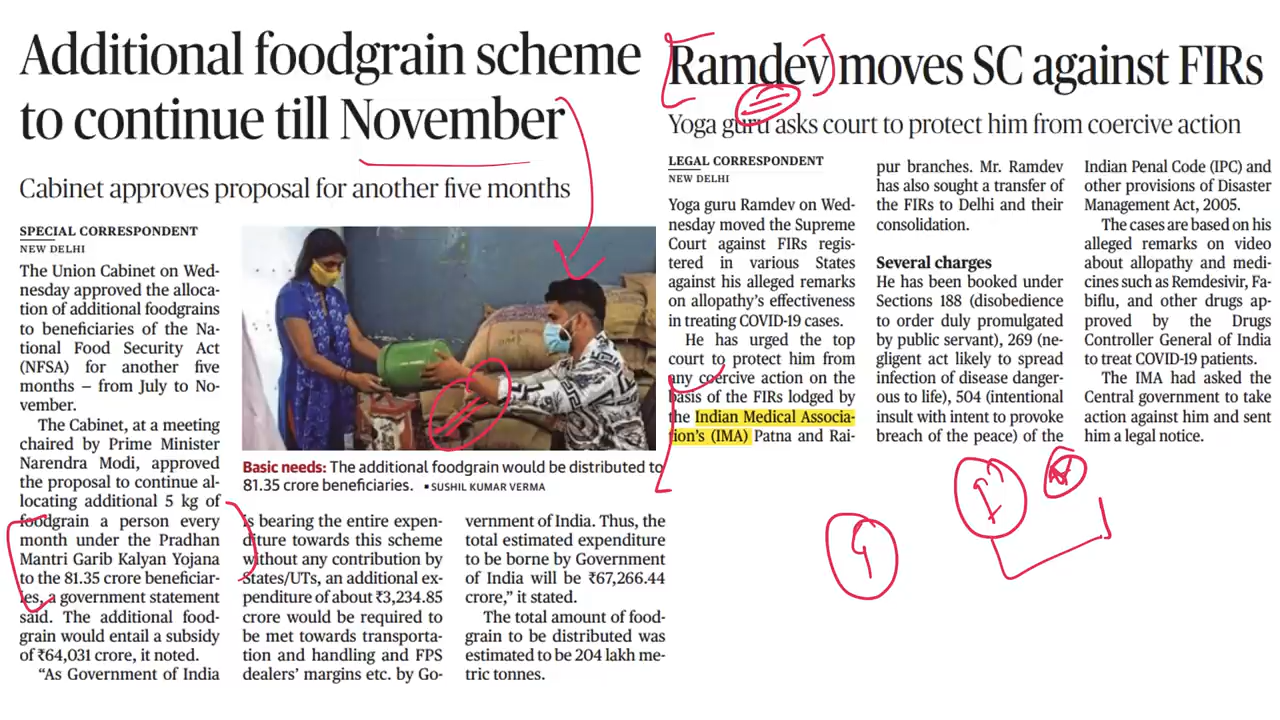 Additional foodgrain scheme
to continue till November
Cabinet approves proposal for another five months
SPECIAL CORRESPONDENT
NEW DELHI
The Union Cabinet on Wed-
nesday approved the alloca-
tion of additional foodgrains
to beneficiaries of the Na-
tional Food Security Act
(NFSA) for another five
months – from July to No-
vember.
The Cabinet, at a meeting
chaired by Prime Minister
Narendra Modi, approved
the proposal to continue al-
locating additional 5 kg of
foodgrain a person every
month under the Pradhan
Mantri Garib Kalyan Yojana
to the 81.35 crore beneficiar-
ies, a government statement
said. The additional food-
grain would entail a subsidy
of ₹64,031 crore, it noted.
“As Government of India
Basic needs: The additional foodgrain would be distributed to
81.35 crore beneficiaries. ▪SUSHIL KUMAR VERMA
is bearing the entire expen-
diture towards this scheme
without any contribution by
States/UTs, an additional ex-
penditure of about ₹3,234.85
crore would be required to
be met towards transporta-
tion and handling and FPS
dealers’ margins etc. by Go-
vernment of India. Thus, the
total estimated expenditure
to be borne by Government
of India will be ₹67,266.44
crore,” it stated.
The total amount of food-
grain to be distributed was
estimated to be 204 lakh me-
tric tonnes.
Ramdev moves SC against FIRs
Yoga guru asks court to protect him from coercive action
LEGAL CORRESPONDENT
NEW DELHI
Yoga guru Ramdev on Wed-
nesday moved the Supreme
Court against FIRs regis-
tered in various States
against his alleged remarks
on allopathy’s effectiveness
in treating COVID-19 cases.
He has urged the top
court to protect him from
any coercive action on the
basis of the FIRs lodged by
the Indian Medical Associa-
tion’s (IMA) Patna and Rai-
pur branches. Mr. Ramdev
has also sought a transfer of
the FIRs to Delhi and their
consolidation.
Several charges
He has been booked under
Sections 188 (disobedience
to order duly promulgated
by public servant), 269 (ne-
gligent act likely to spread
infection of disease danger-
ous to life), 504 (intentional
insult with intent to provoke
breach of the peace) of the
Indian Penal Code (IPC) and
other provisions of Disaster
Management Act, 2005.
The cases are based on his
alleged remarks on video
about allopathy and medi-
cines such as Remdesivir, Fa-
biflu, and other drugs ap-
proved by the Drugs
Controller General of India
to treat COVID-19 patients.
The IMA had asked the
Central government to take
action against him and sent
him a legal notice.